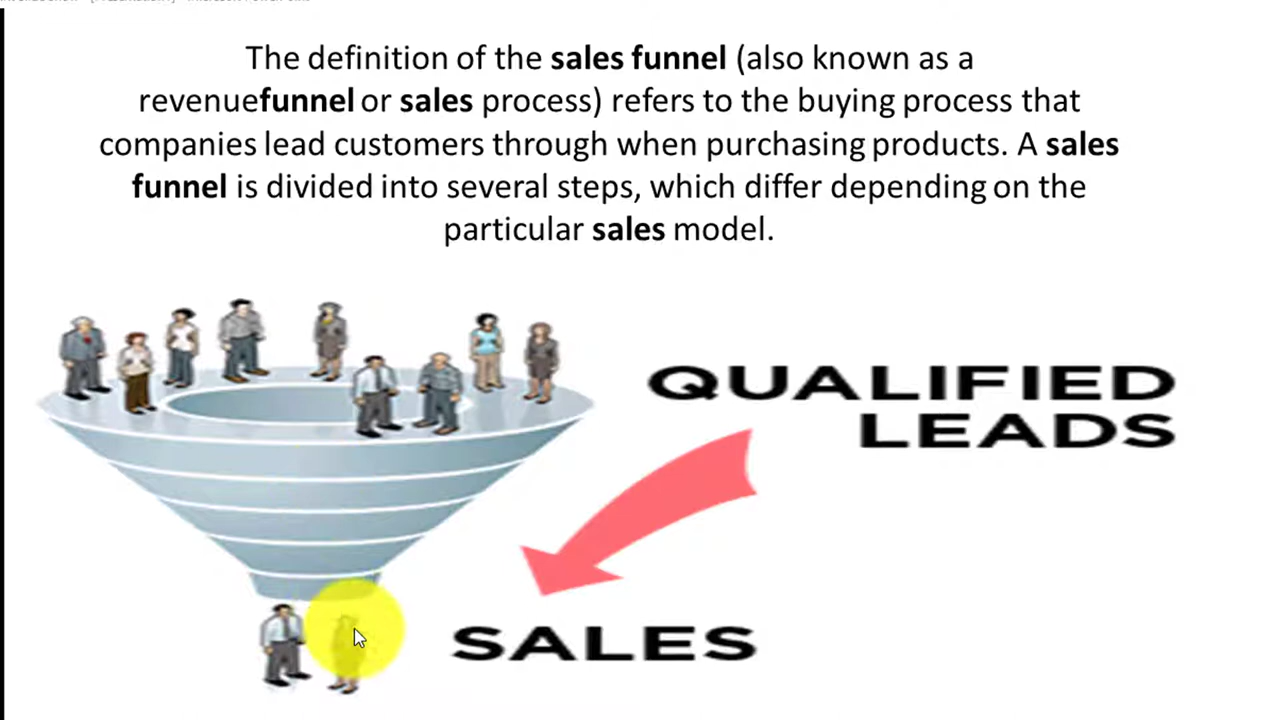 The definition of the sales funnel (also known as a
revenuefunnel or sales process) refers to the buying process that
companies lead customers through when purchasing products. A sales
funnel is divided into several steps, which differ depending on the
particular sales model.
QUALIFIED
LEADS
SALES